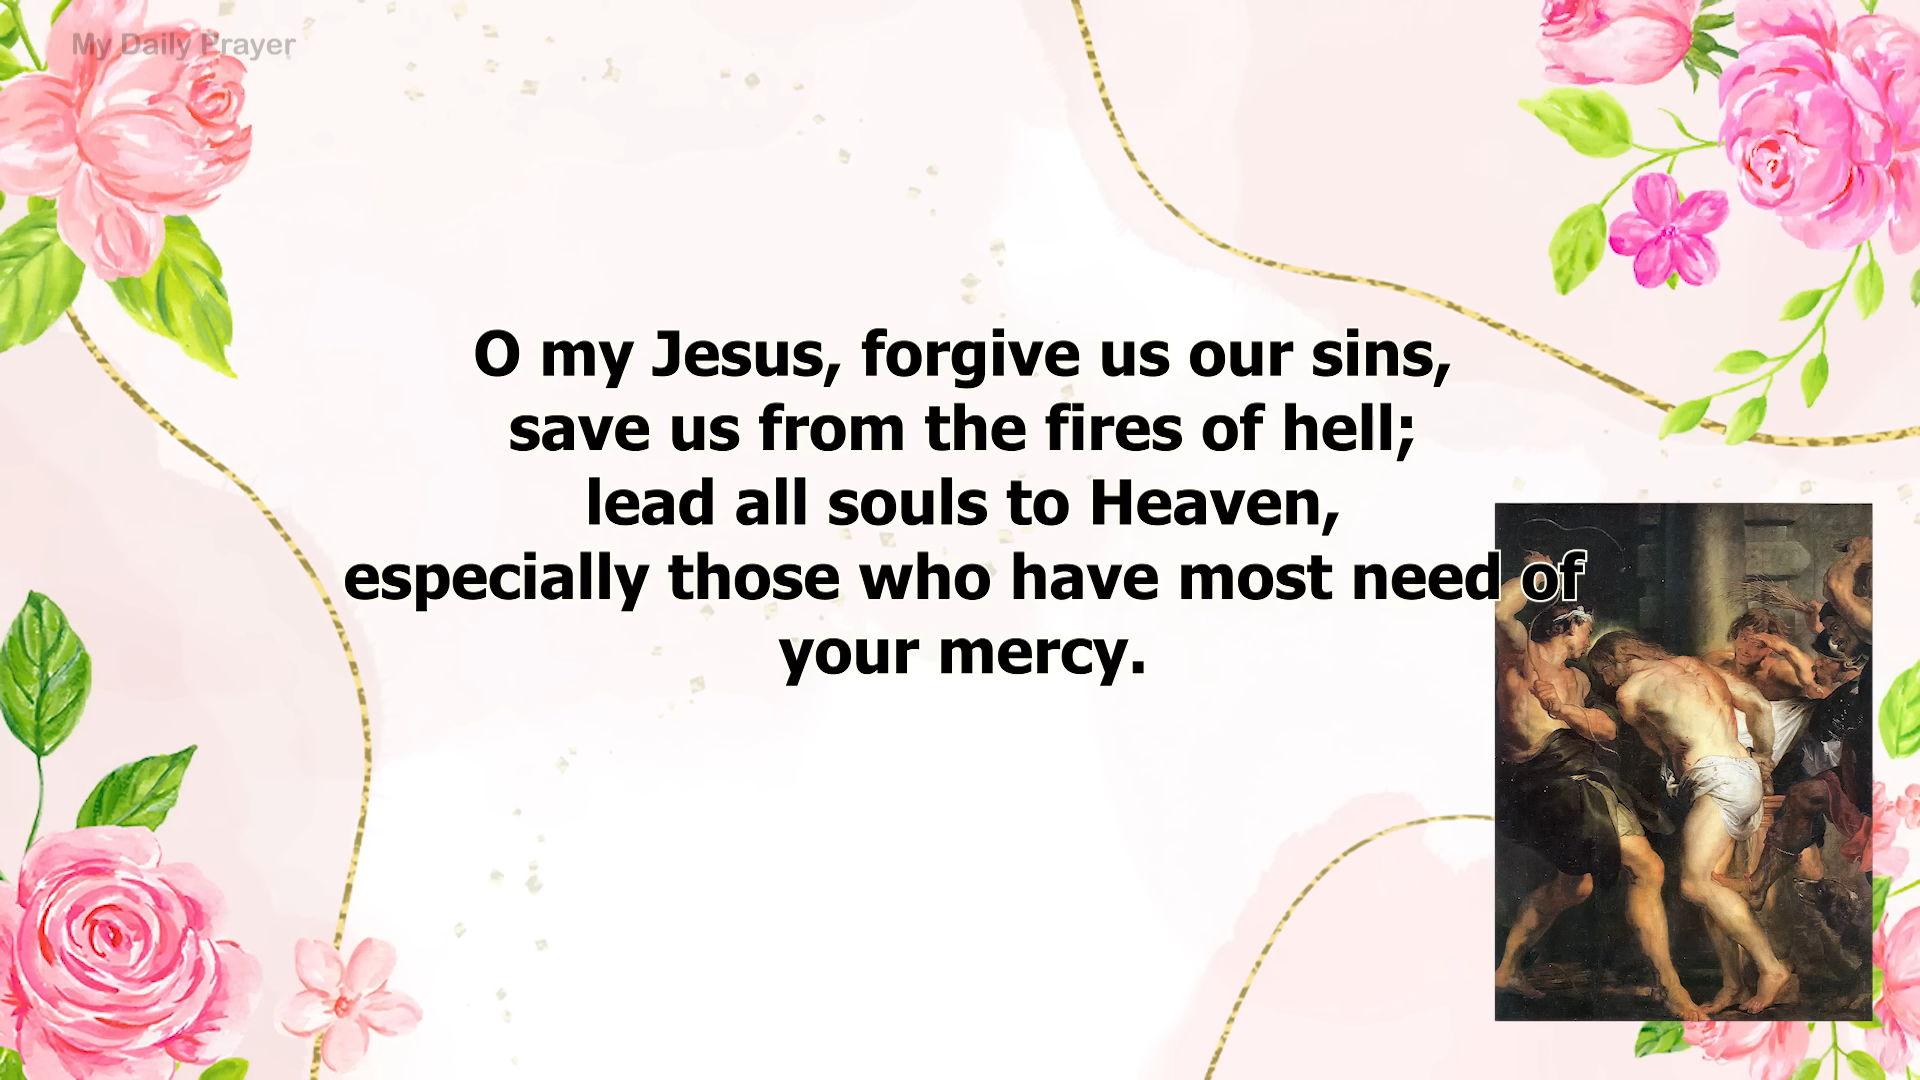 My Daily Prayer
O my Jesus, forgive us our sins,
save us from the fires of hell;
lead all souls to Heaven,
especially those who have most need of
your mercy.